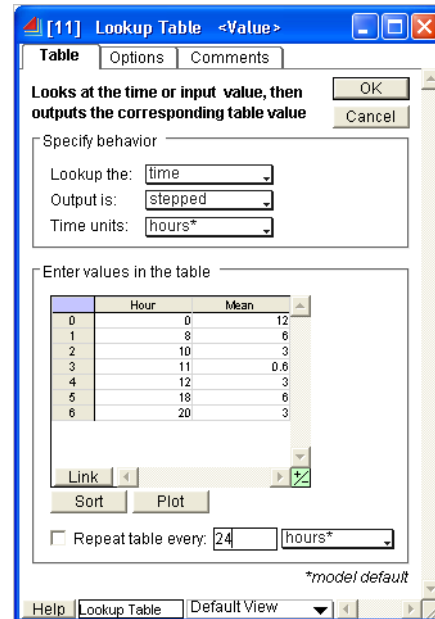 [11] Lookup Table <Value>
Table Options Comments
Looks at the time or input value, then
outputs the corresponding table value
OK
Cancel
Specify behavior
Lookup the: time
Output is: stepped
Time units: hours*
Enter values in the table
Hour Mean
0 0 12
1 8 6
2 10 3
3 11 0.6
4 12 3
5 18 6
6 20 3
Link
Sort Plot
Repeat table every: 24 hours*
*model default
Help Lookup Table Default View